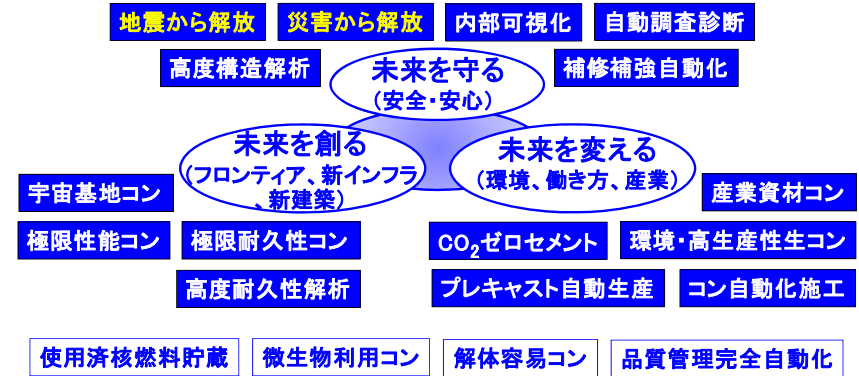 地震から解放 災害から解放 内部可視化 自動調査診断
高度構造解析 未来を守る 補修補強自動化
（安全・安心）
未来を創る 未来を変える
（フロンティア、新インフラ （環境、働き方、産業）
、新建築）
宇宙基地コン 産業資材コン
極限性能コン 極限耐久性コン CO₂ゼロセメント 環境・高生産性生コン
高度耐久性解析 プレキャスト自動生産 コン自動化施工
使用済核燃料貯蔵 微生物利用コン 解体容易コン 品質管理完全自動化